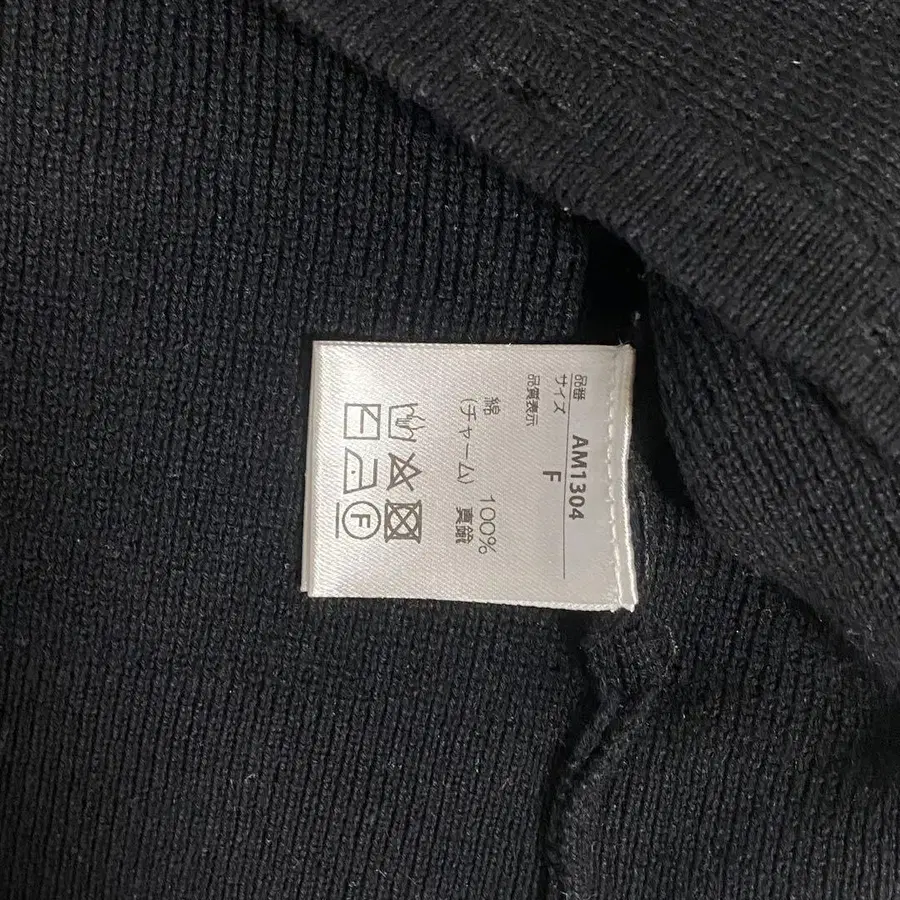 品番 AM1304
サイズ F
品質表示
綿 100%
(チャーム) 真鍮
F